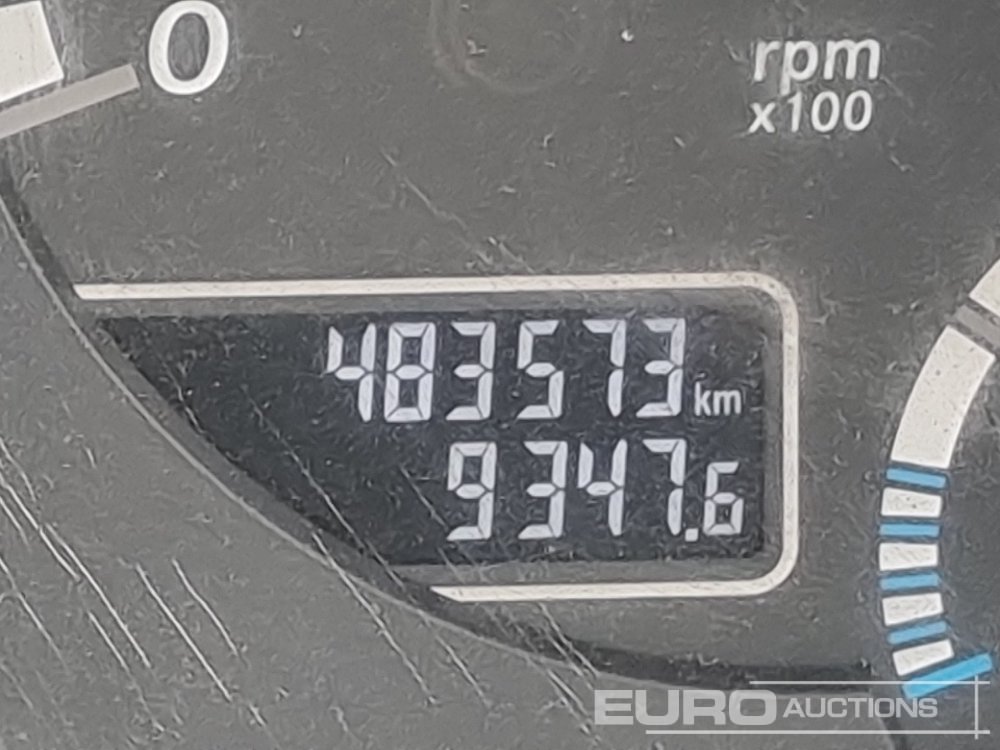 0
rpm
x100
483573 km
9347.6
EURO AUCTIONS